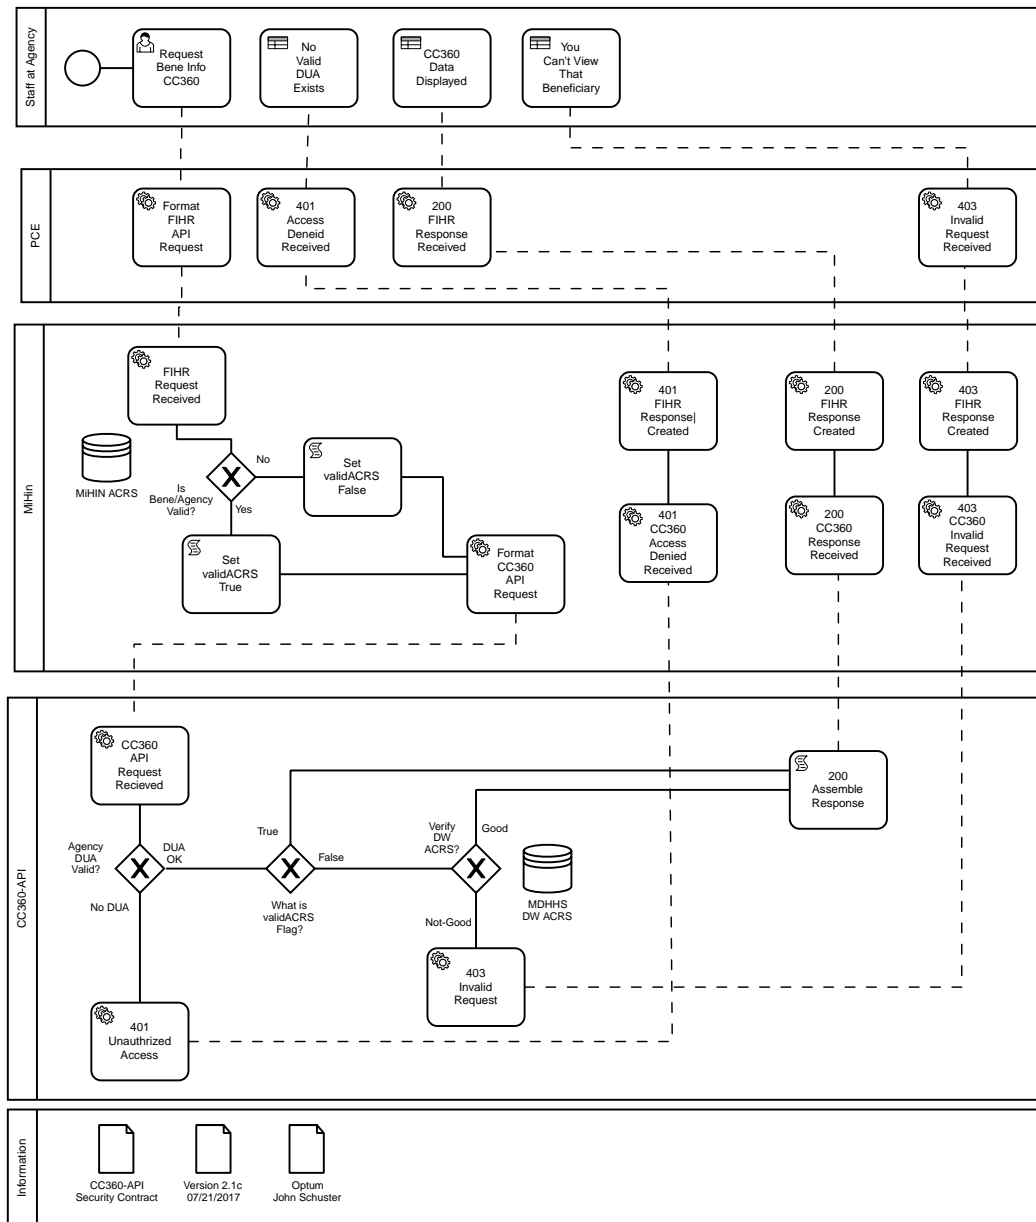 Staff at Agency
Request
Bene Info
CC360
No
Valid
DUA
Exists
CC360
Data
Displayed
You
Can't View
That
Beneficiary
PCE
Format
FIHR
API
Request
401
Access
Deneid
Received
200
FIHR
Response
Received
403
Invalid
Request
Received
MiHin
FIHR
Request
Received
MiHIN ACRS
Is
Bene/Agency
Valid?
No
Yes
Set
validACRS
False
Set
validACRS
True
Format
CC360
API
Request
401
FIHR
Response|
Created
200
FIHR
Response
Created
403
FIHR
Response
Created
401
CC360
Access
Denied
Received
200
CC360
Response
Received
403
CC360
Invalid
Request
Received
CC360-API
CC360
API
Request
Recieved
Agency
DUA
Valid?
DUA
OK
No DUA
True
False
What is
validACRS
Flag?
Verify
DW
ACRS?
Good
Not-Good
MDHHS
DW ACRS
200
Assemble
Response
403
Invalid
Request
401
Unauthrized
Access
Information
CC360-API
Security Contract
Version 2.1c
07/21/2017
Optum
John Schuster